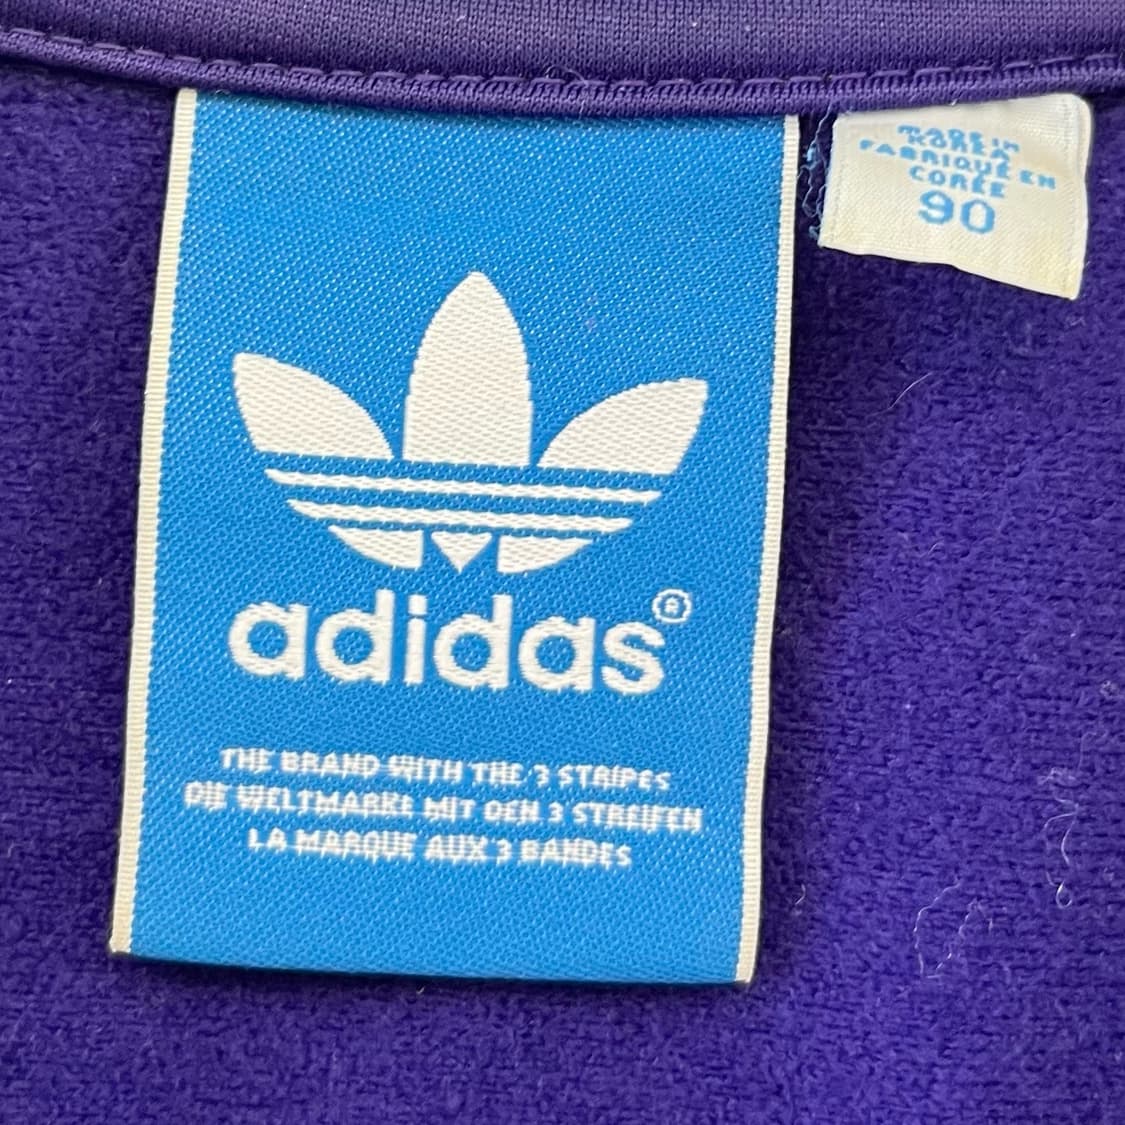 adidas®
THE BRAND WITH THE 3 STRIPES
DIE WELTMARKE MIT DEN 3 STREIFEN
LA MARQUE AUX 3 BANDES
MADE IN
KOREA
FABRIQUÉ EN
CORÉE
90